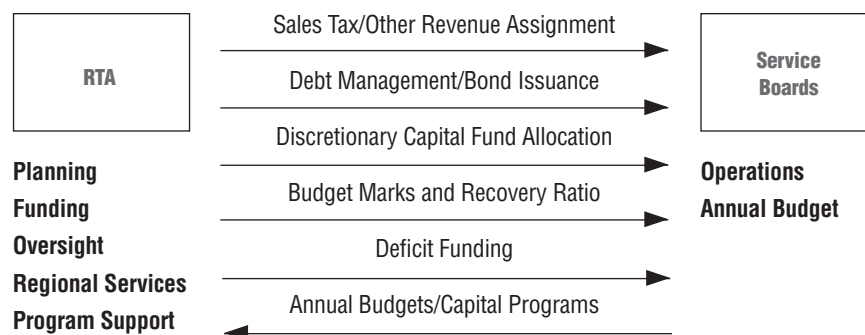 RTA
Planning
Funding
Oversight
Regional Services
Program Support
Sales Tax/Other Revenue Assignment
Debt Management/Bond Issuance
Discretionary Capital Fund Allocation
Budget Marks and Recovery Ratio
Deficit Funding
Annual Budgets/Capital Programs
Service
Boards
Operations
Annual Budget